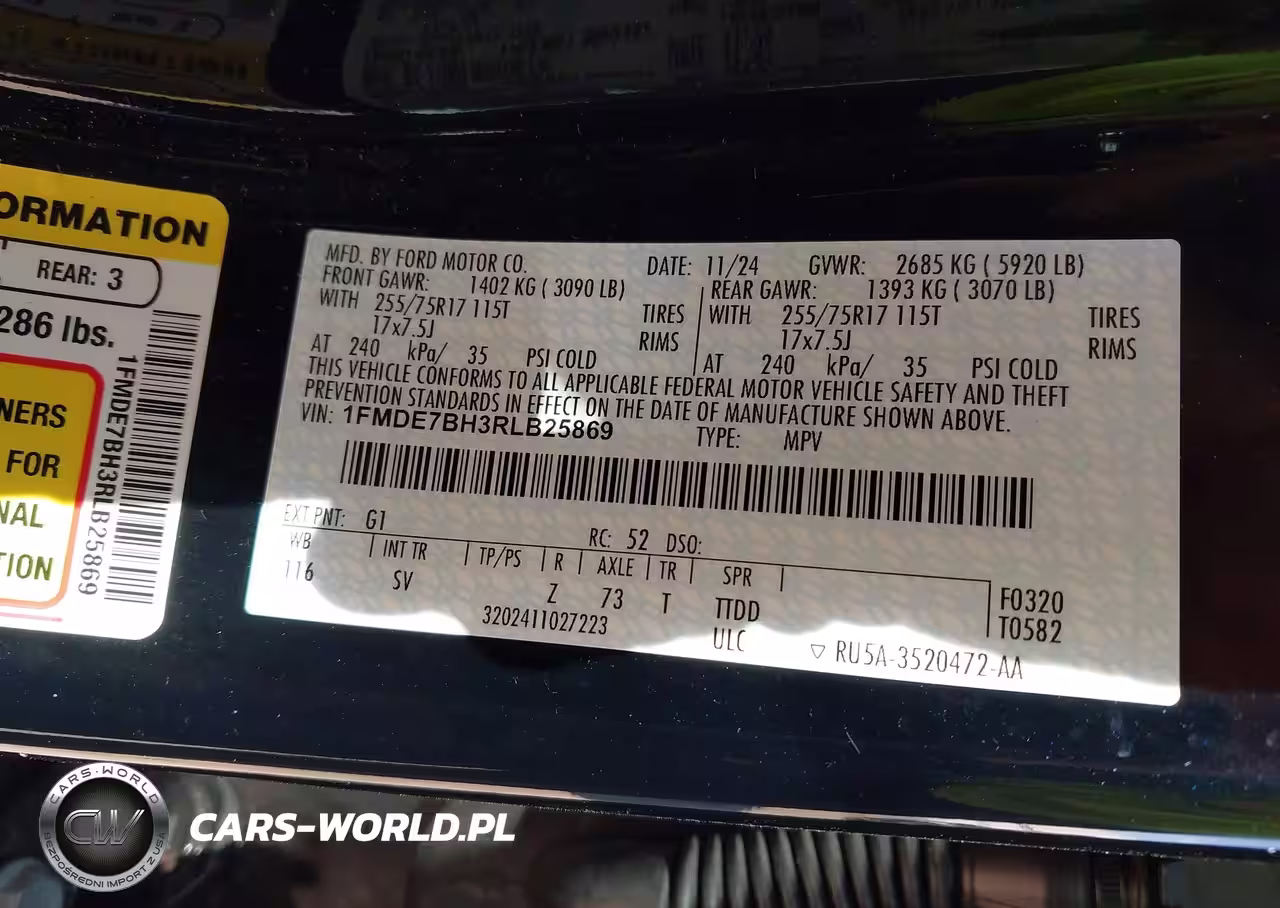 ORMATION
REAR: 3
286 lbs.
NERS
FOR
NAL
TION
1FMDE7BH3RLB25869
MFD. BY FORD MOTOR CO. DATE: 11/24 GVWR: 2685 KG ( 5920 LB)
FRONT GAWR: 1402 KG ( 3090 LB) REAR GAWR: 1393 KG ( 3070 LB)
WITH 255/75R17 115T TIRES WITH 255/75R17 115T TIRES
17x7.5J RIMS 17x7.5J RIMS
AT 240 kPa/ 35 PSI COLD AT 240 kPa/ 35 PSI COLD
THIS VEHICLE CONFORMS TO ALL APPLICABLE FEDERAL MOTOR VEHICLE SAFETY AND THEFT
PREVENTION STANDARDS IN EFFECT ON THE DATE OF MANUFACTURE SHOWN ABOVE.
VIN: 1FMDE7BH3RLB25869 TYPE: MPV
EXT PNT: G1 RC: 52 DSO:
WB INT TR TP/PS R AXLE TR SPR
116 SV Z 73 T TTDD F0320
3202411027223 ULC T0582
▽ RU5A-3520472-AA
CARS-WORLD
CW
BEZPOŚREDNI IMPORT Z USA
CARS-WORLD.PL